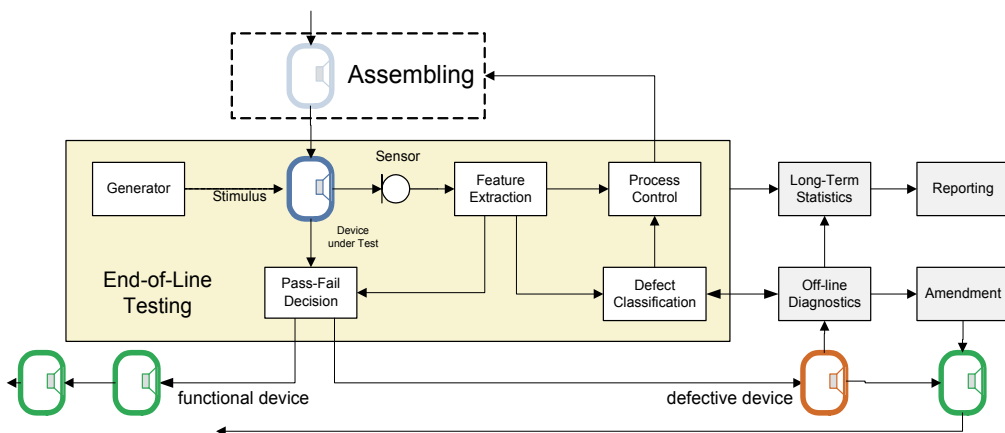 Assembling
Sensor
Generator
Stimulus
Feature
Extraction
Process
Control
Long-Term
Statistics
Reporting
Device
under Test
End-of-Line
Testing
Pass-Fail
Decision
Defect
Classification
Off-line
Diagnostics
Amendment
functional device
defective device